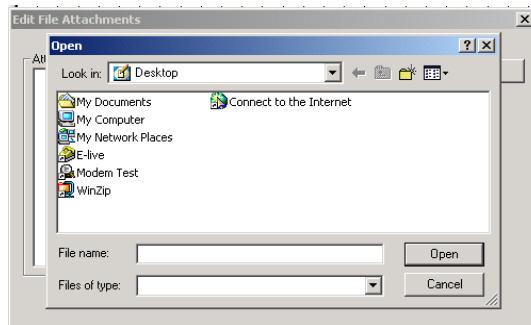 Edit File Attachments
Open
Att
Look in: Desktop
My Documents
My Computer
My Network Places
E-live
Modem Test
WinZip
Connect to the Internet
File name:
Open
Files of type:
Cancel